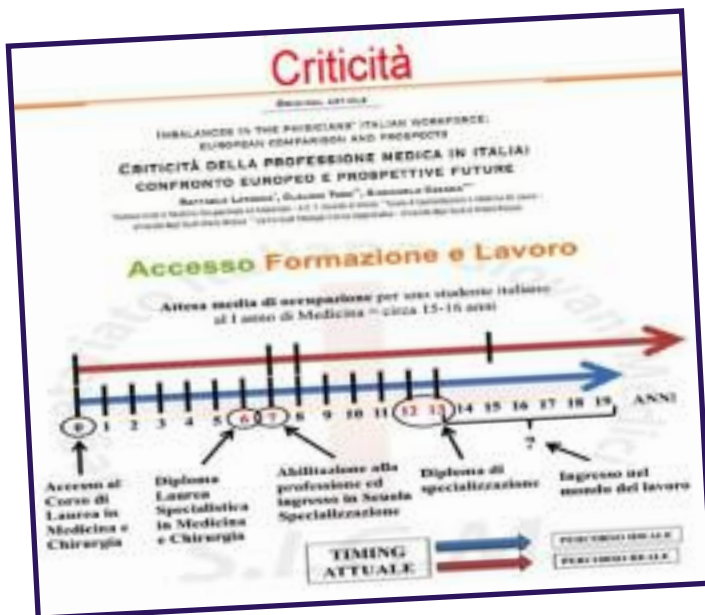 Criticità
ORIGINAL ARTICLE
IMBALANCES IN THE PHYSICIANS' ITALIAN WORKFORCE:
EUROPEAN COMPARISON AND PROSPECTS
CRITICITÀ DELLA PROFESSIONE MEDICA IN ITALIA:
CONFRONTO EUROPEO E PROSPETTIVE FUTURE
Accesso Formazione e Lavoro
Attesa media di occupazione per uno studente italiano
al I anno di Medicina = circa 15-16 anni
0 1 2 3 4 5 6 7 8 9 10 11 12 13 14 15 16 17 18 19 ANNI
?
Accesso al
Corso di
Laurea in
Medicina e
Chirurgia
Diploma
Laurea
Specialistica
in Medicina
e Chirurgia
Abilitazione alla
professione ed
ingresso in Scuola
Specializzazione
Diploma di
specializzazione
Ingresso nel
mondo del lavoro
TIMING
ATTUALE
PERCORSO IDEALE
PERCORSO REALE
S.I.G.M.